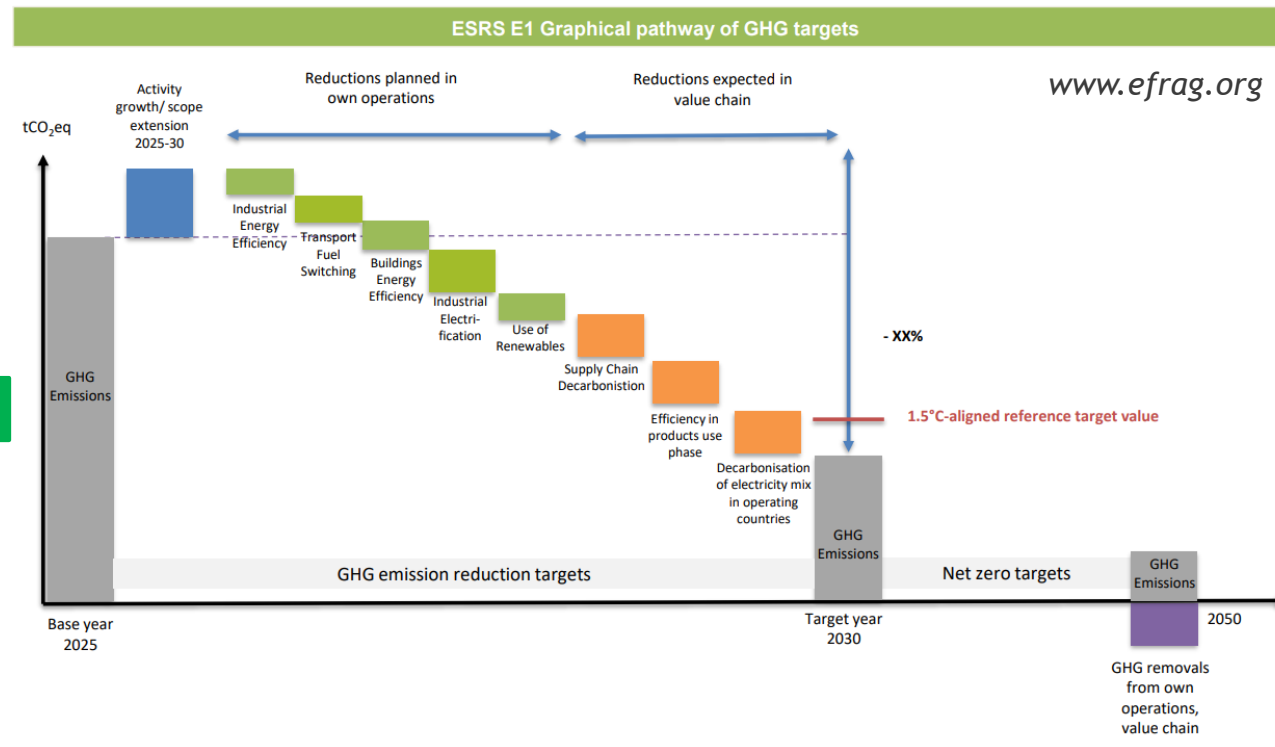 ESRS E1 Graphical pathway of GHG targets
www.efrag.org
tCO₂eq
Activity
growth/ scope
extension
2025-30
Reductions planned in
own operations
Reductions expected in
value chain
GHG
Emissions
Industrial
Energy
Efficiency
Transport
Fuel
Switching
Buildings
Energy
Efficiency
Industrial
Electri-
fication
Use of
Renewables
Supply Chain
Decarbonistion
Efficiency in
products use
phase
Decarbonisation
of electricity mix
in operating
countries
- XX%
1.5°C-aligned reference target value
GHG
Emissions
GHG emission reduction targets
Net zero targets
GHG
Emissions
Base year
2025
Target year
2030
2050
GHG removals
from own
operations,
value chain